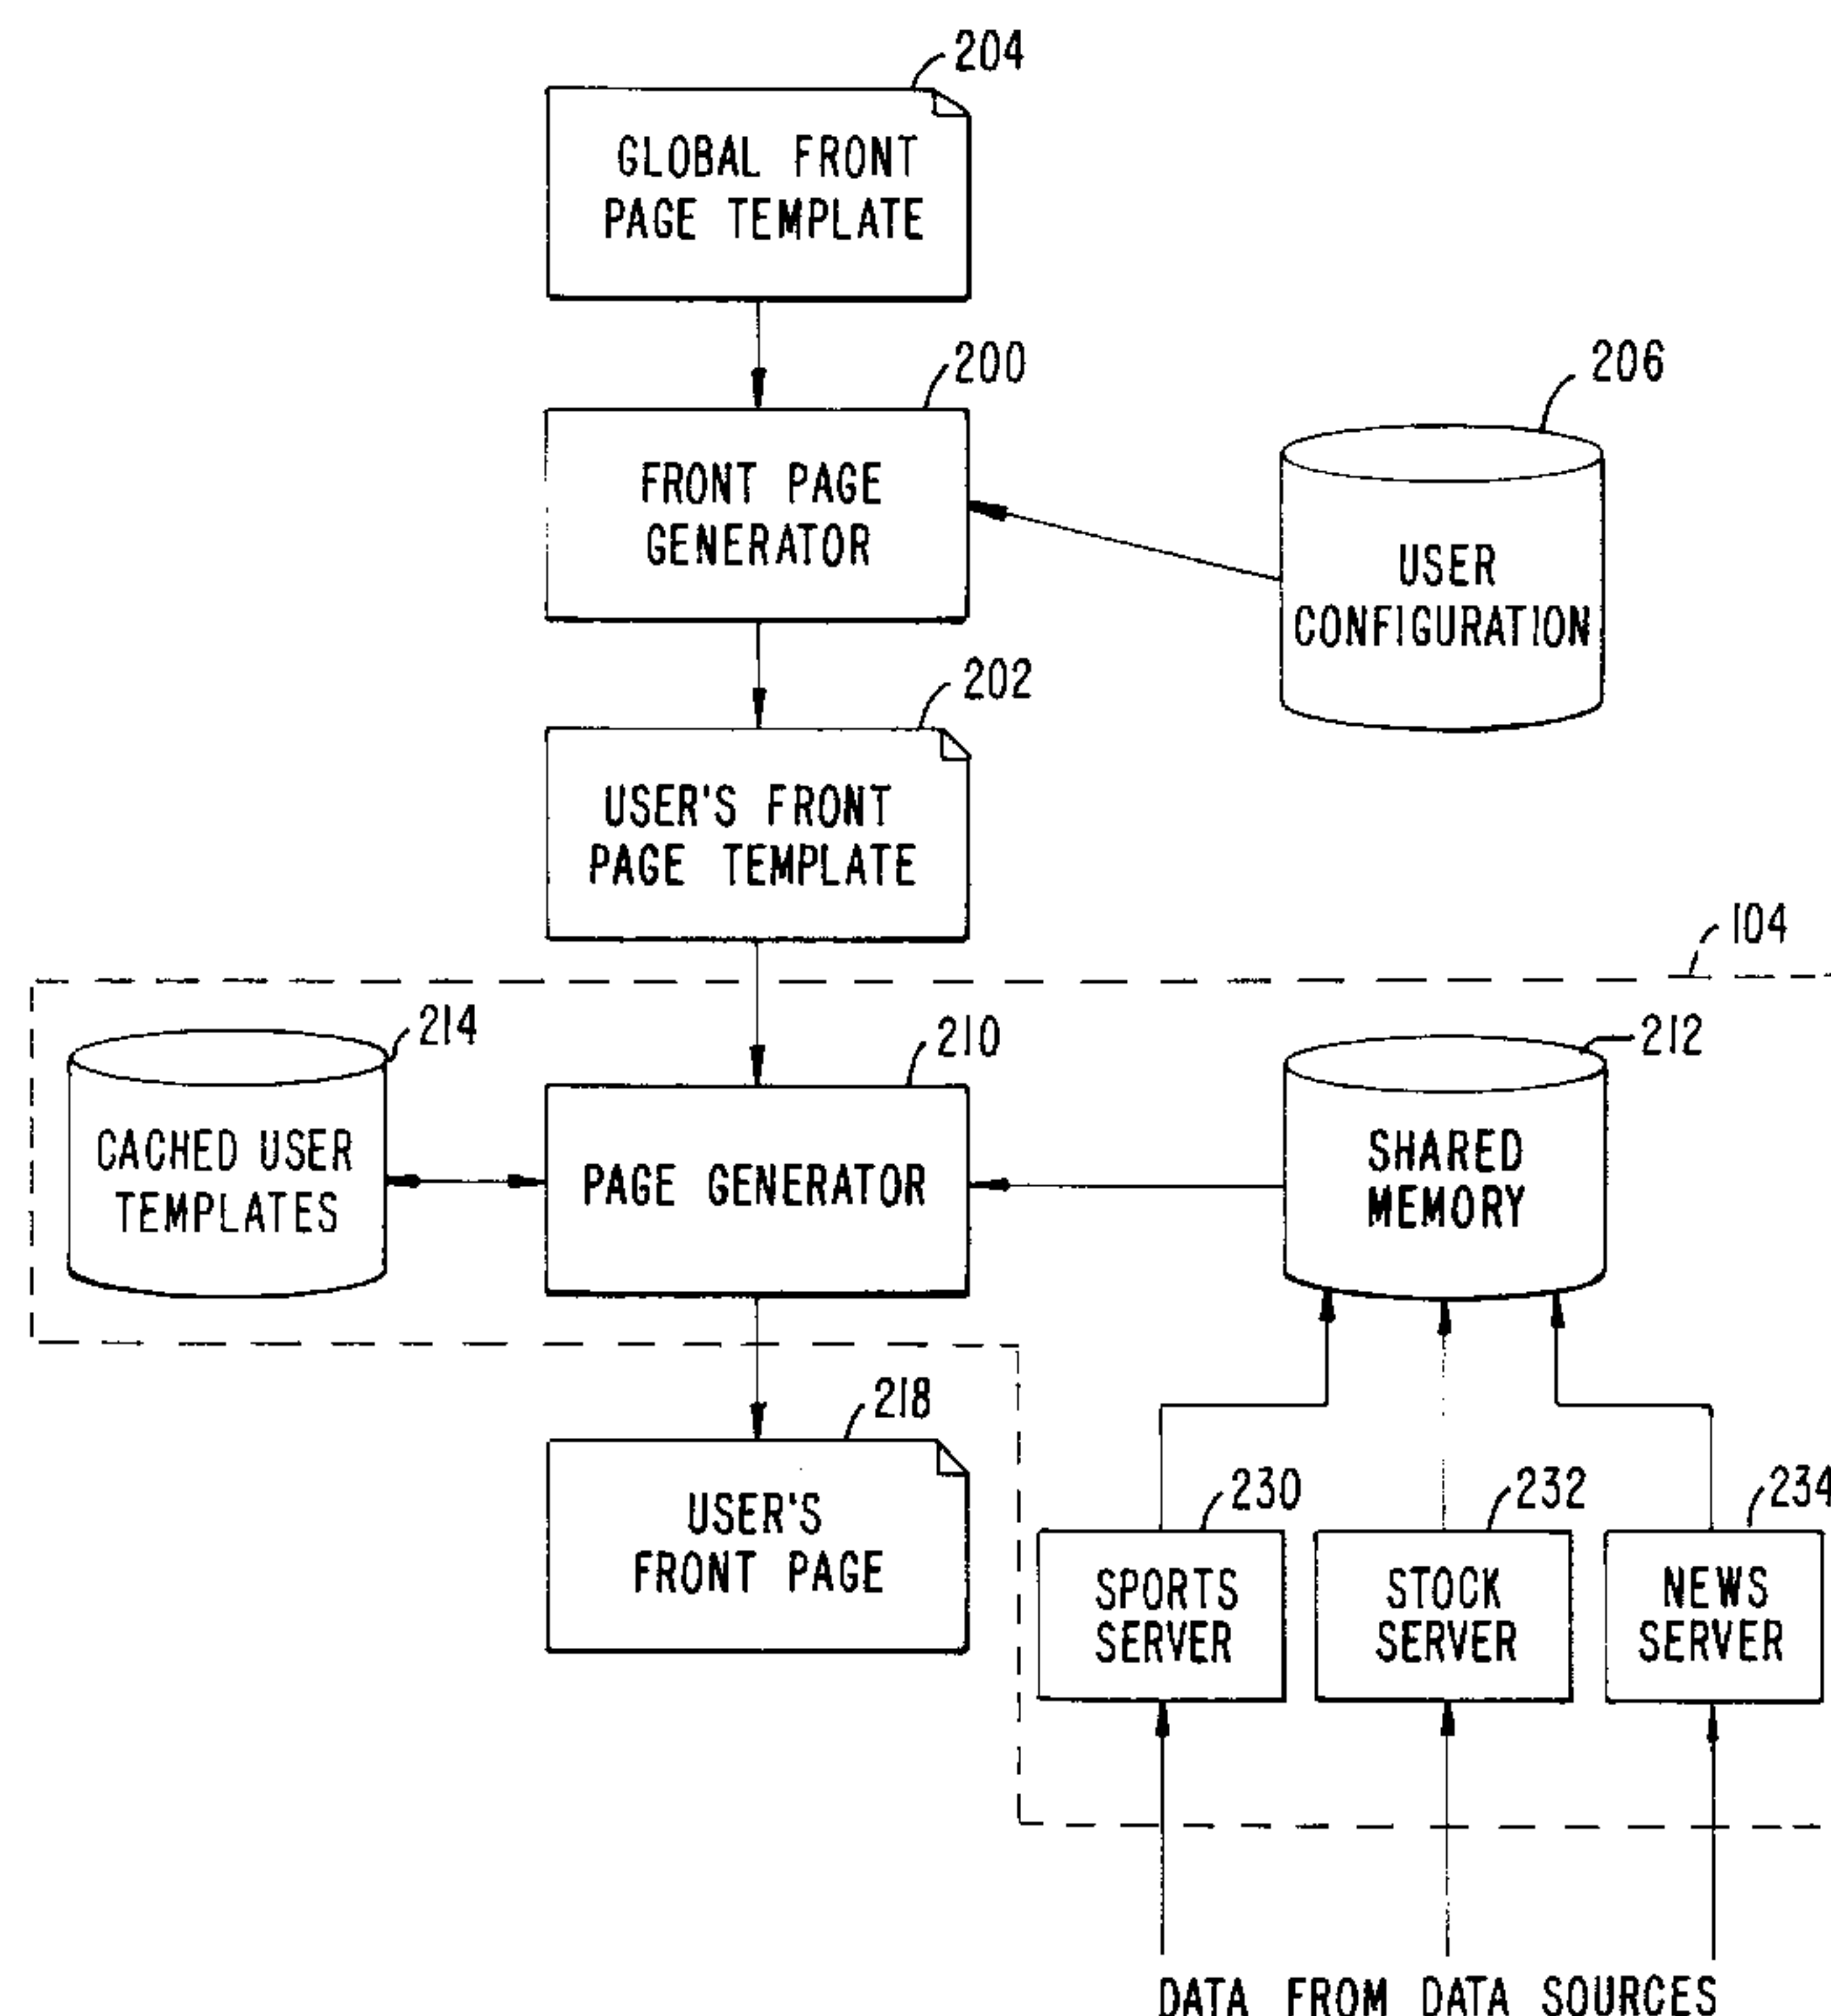 204
GLOBAL FRONT
PAGE TEMPLATE
200
FRONT PAGE
GENERATOR
206
USER
CONFIGURATION
202
USER'S FRONT
PAGE TEMPLATE
104
214
CACHED USER
TEMPLATES
210
PAGE GENERATOR
212
SHARED
MEMORY
218
USER'S
FRONT PAGE
230
SPORTS
SERVER
232
STOCK
SERVER
234
NEWS
SERVER
DATA FROM DATA SOURCES